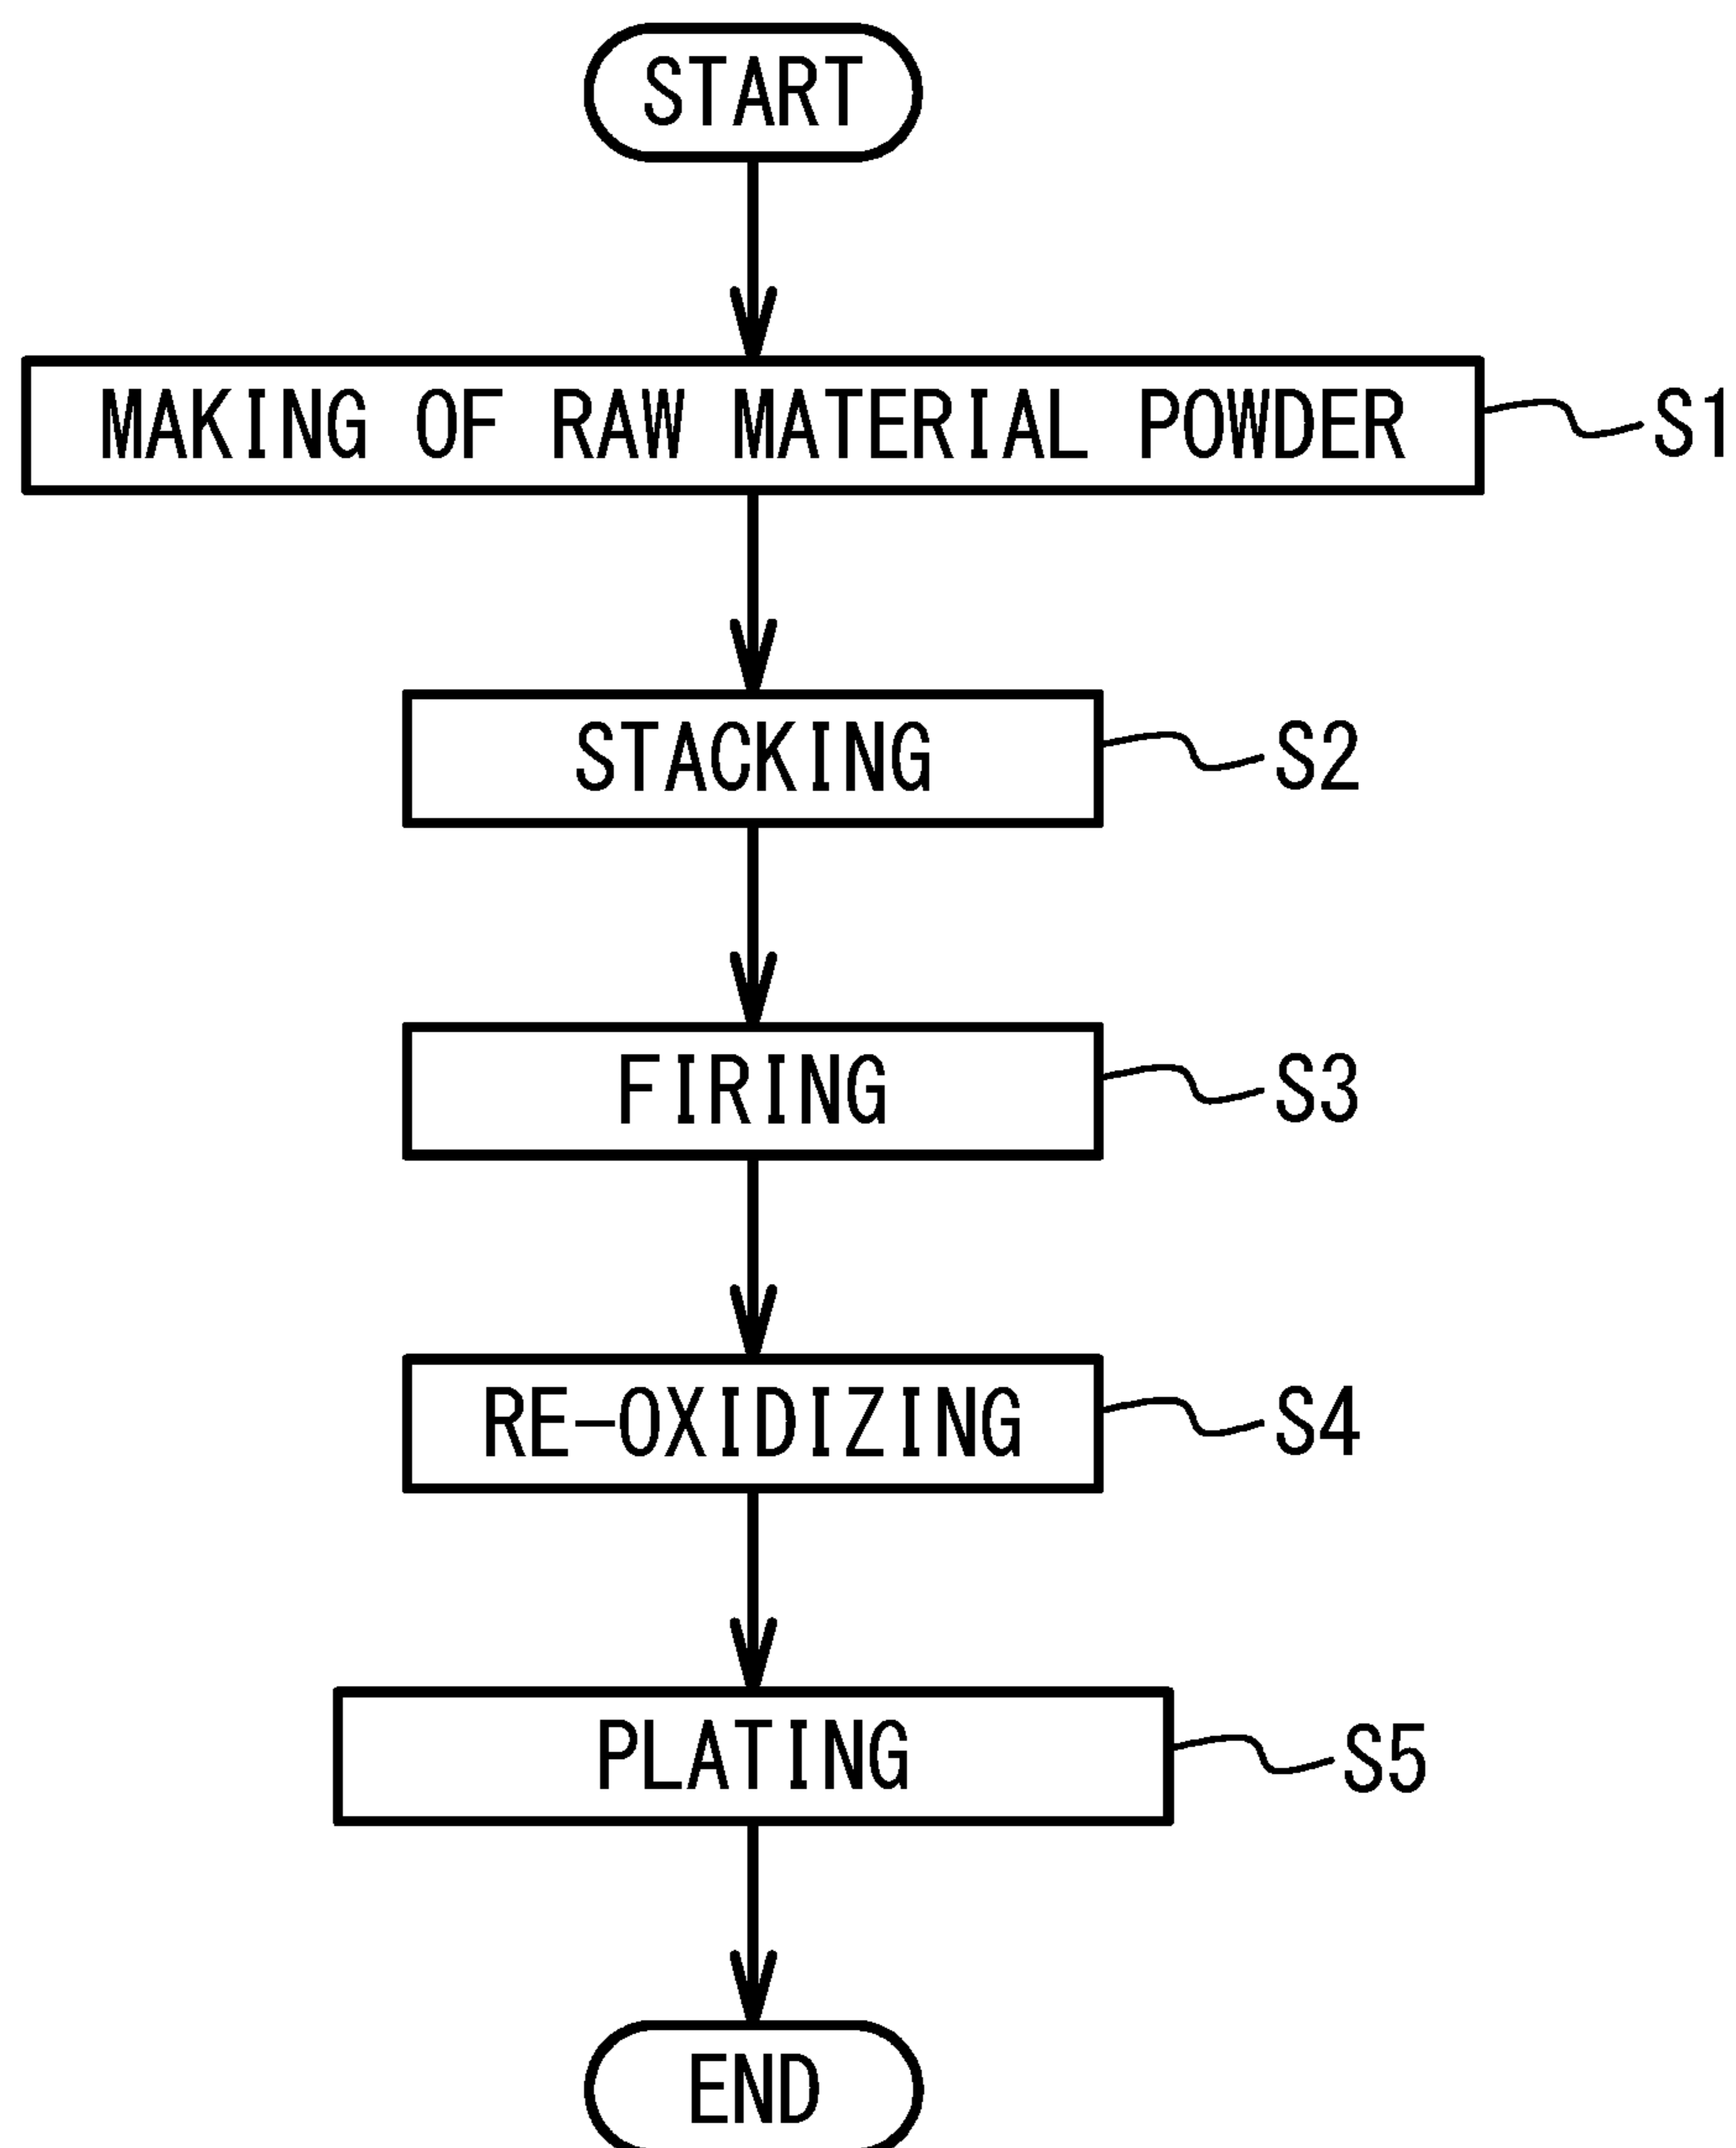 START
MAKING OF RAW MATERIAL POWDER S1
STACKING S2
FIRING S3
RE-OXIDIZING S4
PLATING S5
END